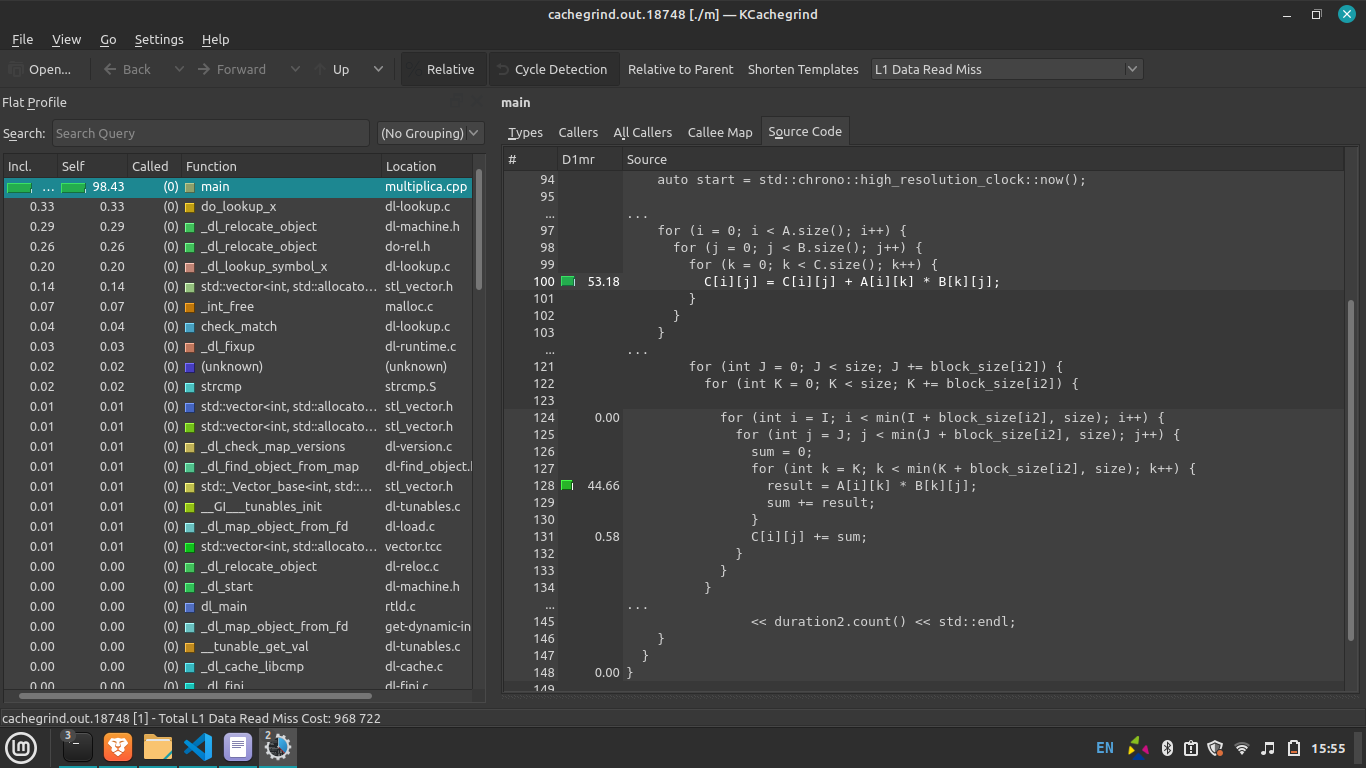 cachegrind.out.18748 [./m] — KCachegrind
File View Go Settings Help
Open... Back Forward Up Relative Cycle Detection Relative to Parent Shorten Templates L1 Data Read Miss
Flat Profile
Search: Search Query (No Grouping)
Incl. Self Called Function Location
... 98.43 (0) main multiplica.cpp
0.33 0.33 (0) do_lookup_x dl-lookup.c
0.29 0.29 (0) _dl_relocate_object dl-machine.h
0.26 0.26 (0) _dl_relocate_object do-rel.h
0.20 0.20 (0) _dl_lookup_symbol_x dl-lookup.c
0.14 0.14 (0) std::vector<int, std::allocato... stl_vector.h
0.07 0.07 (0) _int_free malloc.c
0.04 0.04 (0) check_match dl-lookup.c
0.03 0.03 (0) _dl_fixup dl-runtime.c
0.02 0.02 (0) (unknown) (unknown)
0.02 0.02 (0) strcmp strcmp.S
0.01 0.01 (0) std::vector<int, std::allocato... stl_vector.h
0.01 0.01 (0) std::vector<int, std::allocato... stl_vector.h
0.01 0.01 (0) _dl_check_map_versions dl-version.c
0.01 0.01 (0) _dl_find_object_from_map dl-find_object.h
0.01 0.01 (0) std::_Vector_base<int, std::... stl_vector.h
0.01 0.01 (0) __GI___tunables_init dl-tunables.c
0.01 0.01 (0) _dl_map_object_from_fd dl-load.c
0.01 0.01 (0) std::vector<int, std::allocato... vector.tcc
0.00 0.00 (0) _dl_relocate_object dl-reloc.c
0.00 0.00 (0) _dl_start dl-machine.h
0.00 0.00 (0) dl_main rtld.c
0.00 0.00 (0) _dl_map_object_from_fd get-dynamic-in
0.00 0.00 (0) __tunable_get_val dl-tunables.c
0.00 0.00 (0) _dl_cache_libcmp dl-cache.c
0.00 0.00 (0) _dl_fini dl-fini.c
main
Types Callers All Callers Callee Map Source Code
# D1mr Source
94 auto start = std::chrono::high_resolution_clock::now();
95
... ...
97 for (i = 0; i < A.size(); i++) {
98 for (j = 0; j < B.size(); j++) {
99 for (k = 0; k < C.size(); k++) {
100 53.18 C[i][j] = C[i][j] + A[i][k] * B[k][j];
101 }
102 }
103 }
... ...
121 for (int J = 0; J < size; J += block_size[i2]) {
122 for (int K = 0; K < size; K += block_size[i2]) {
123
124 0.00 for (int i = I; i < min(I + block_size[i2], size); i++) {
125 for (int j = J; j < min(J + block_size[i2], size); j++) {
126 sum = 0;
127 for (int k = K; k < min(K + block_size[i2], size); k++) {
128 44.66 result = A[i][k] * B[k][j];
129 sum += result;
130 }
131 0.58 C[i][j] += sum;
132 }
133 }
134 }
... ...
145 << duration2.count() << std::endl;
146 }
147 }
148 0.00 }
149
cachegrind.out.18748 [1] - Total L1 Data Read Miss Cost: 968 722
3 2 EN 15:55